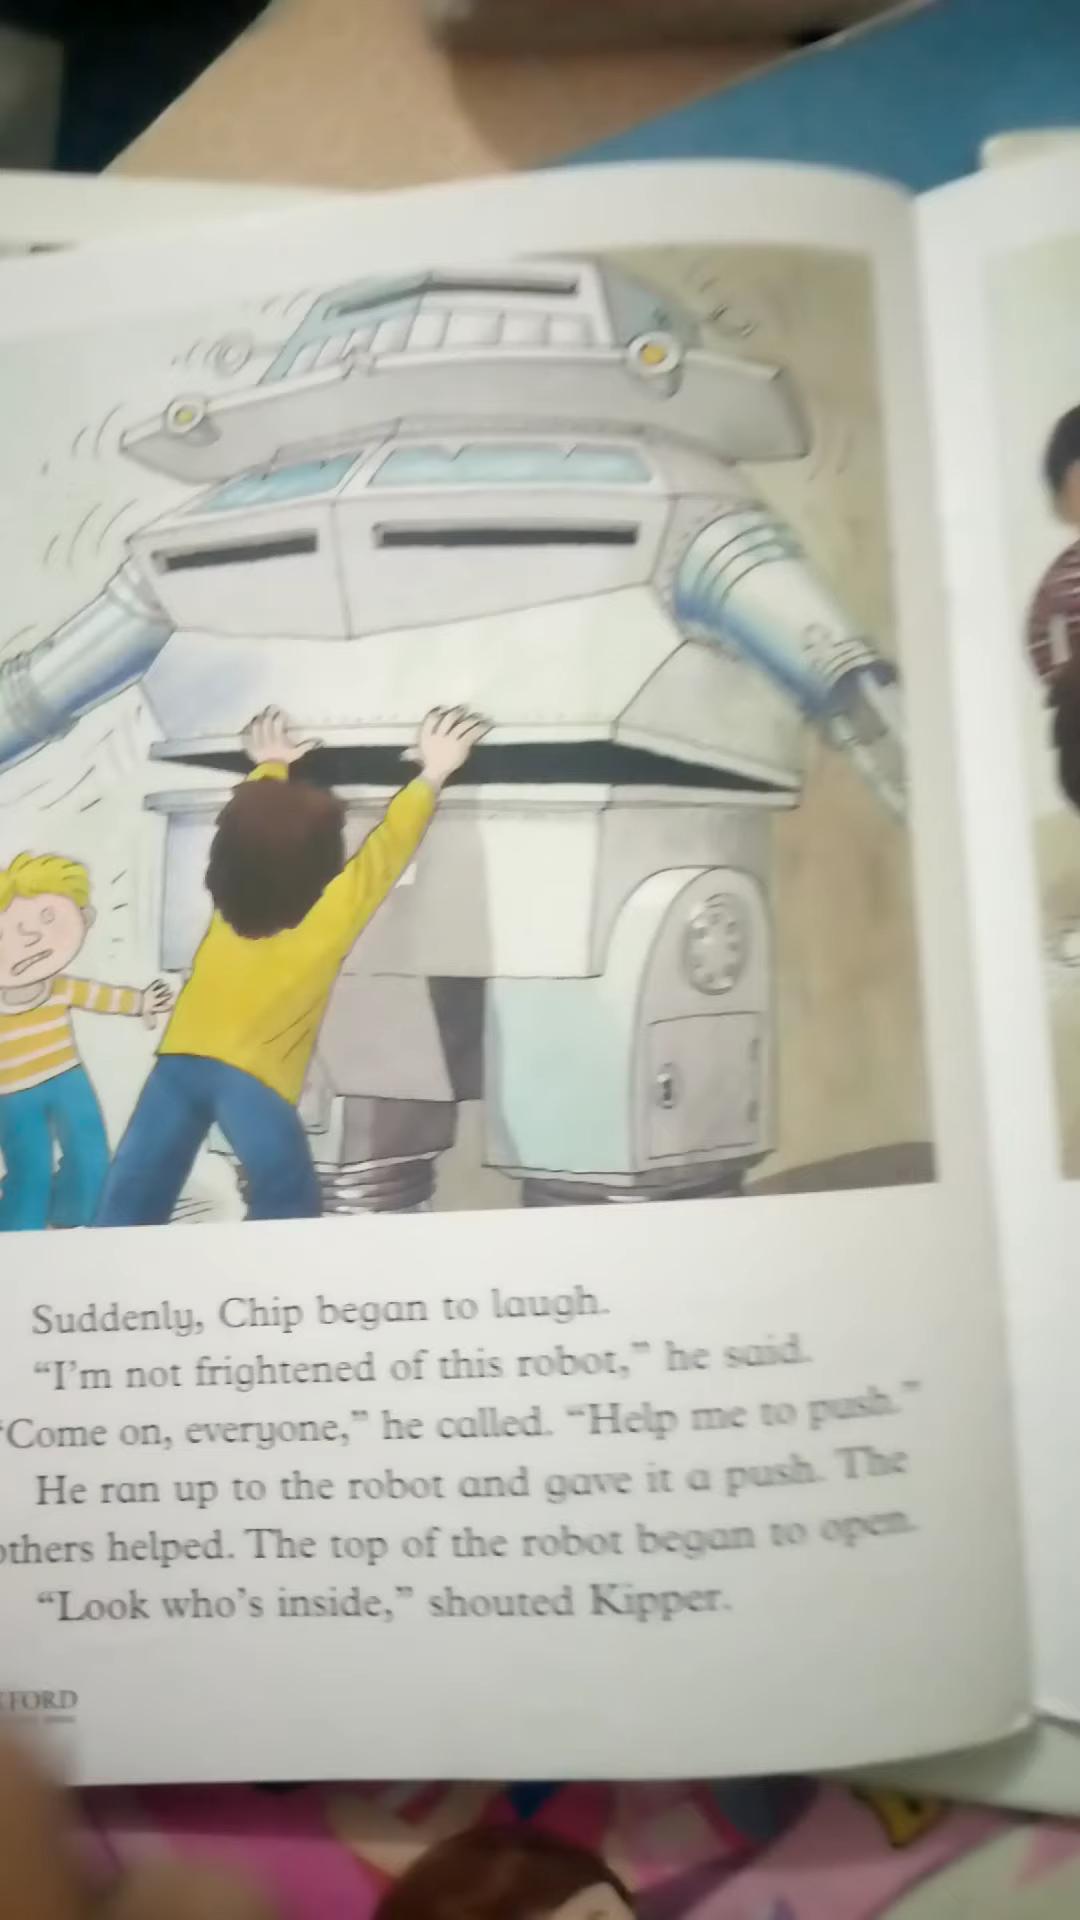 Suddenly, Chip began to laugh.
“I’m not frightened of this robot,” he said.
“Come on, everyone,” he called. “Help me to push.”
He ran up to the robot and gave it a push. The
others helped. The top of the robot began to open.
“Look who’s inside,” shouted Kipper.
FORD